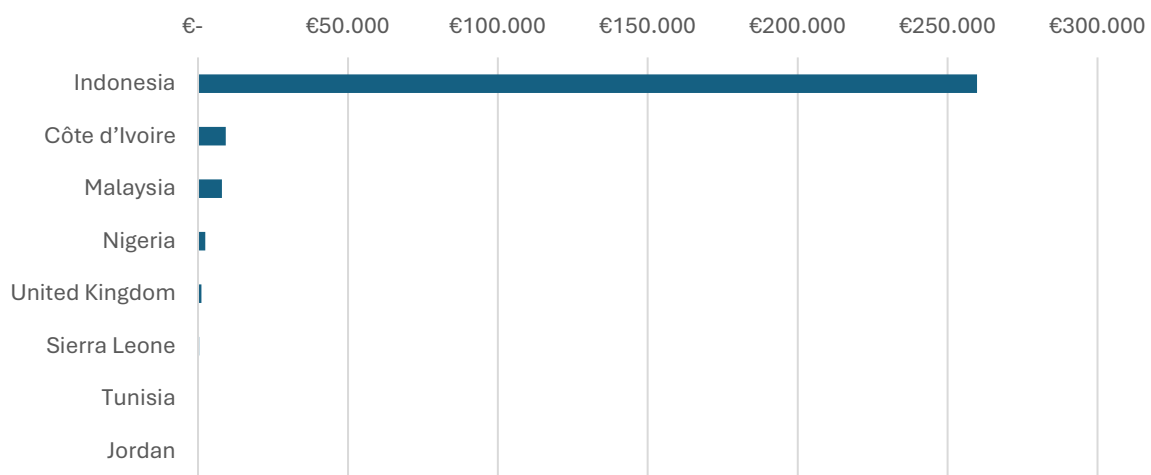 €- €50.000 €100.000 €150.000 €200.000 €250.000 €300.000
Indonesia
Côte d’Ivoire
Malaysia
Nigeria
United Kingdom
Sierra Leone
Tunisia
Jordan